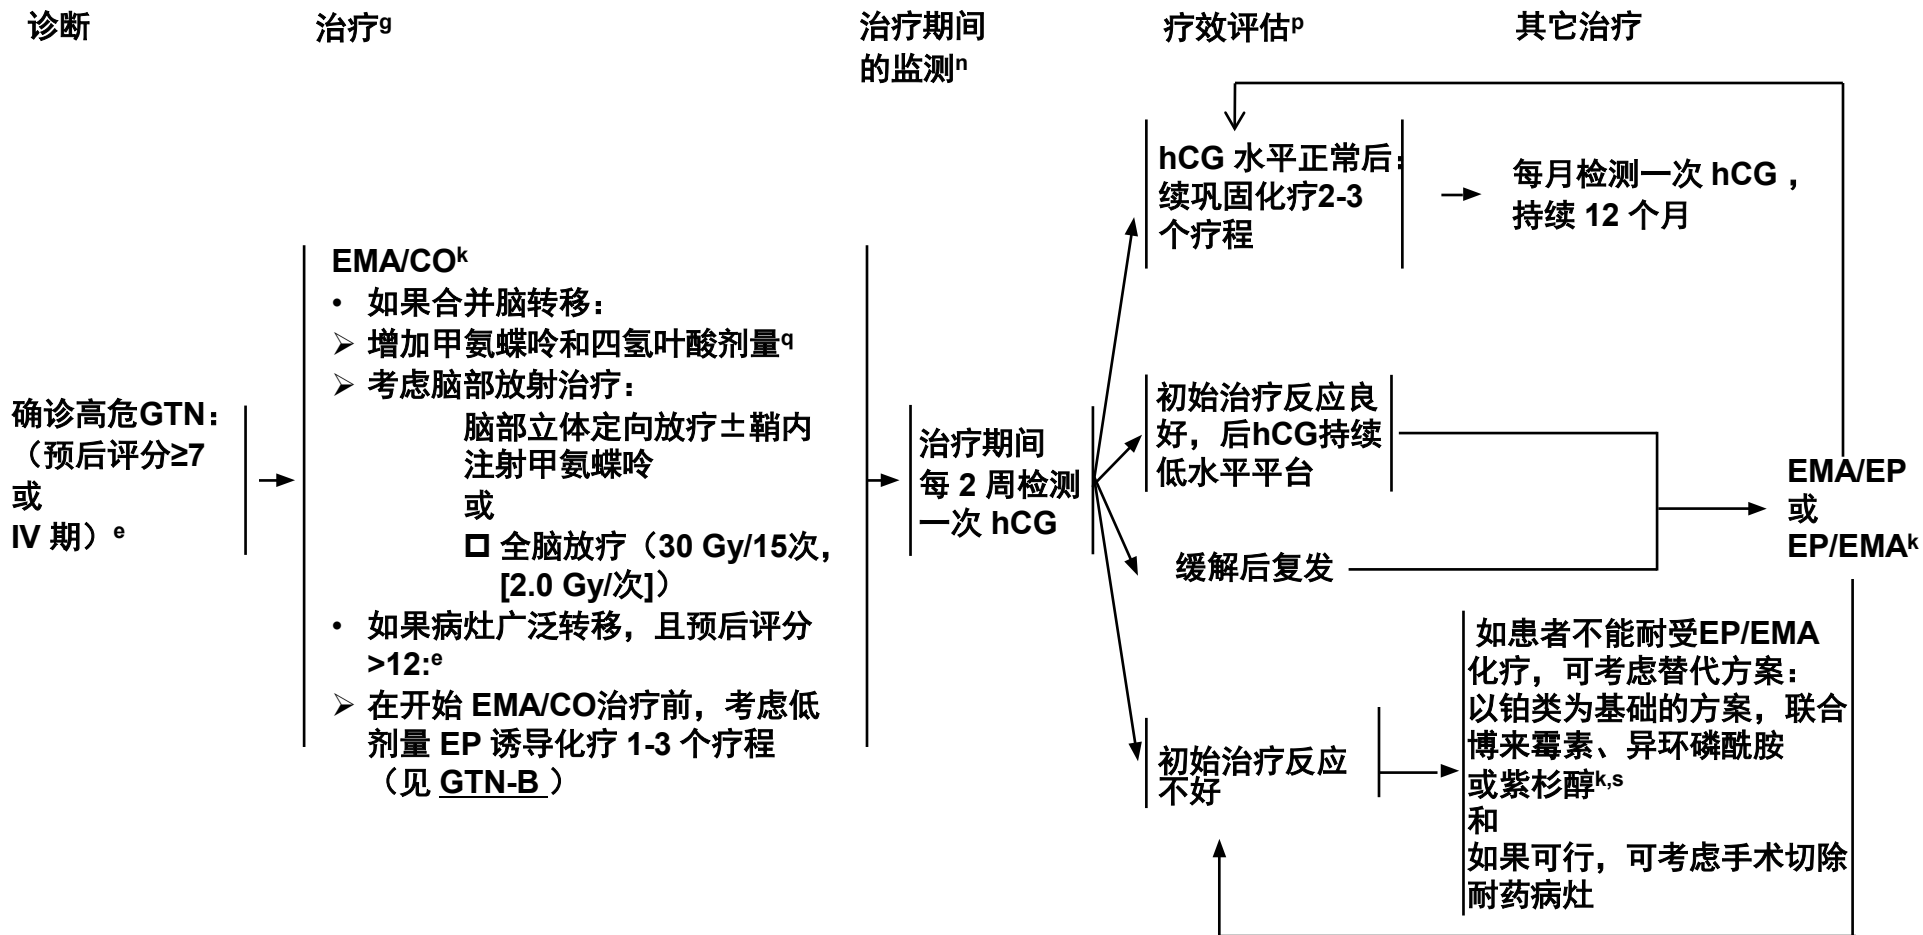 诊断
治疗g
治疗期间
的监测n
疗效评估p
其它治疗
确诊高危GTN：
（预后评分≥7
或
IV 期）e
EMA/COk
• 如果合并脑转移：
➢ 增加甲氨蝶呤和四氢叶酸剂量q
➢ 考虑脑部放射治疗：
脑部立体定向放疗±鞘内
注射甲氨蝶呤
或
❑ 全脑放疗（30 Gy/15次，
[2.0 Gy/次]）
• 如果病灶广泛转移，且预后评分
>12:e
➢ 在开始 EMA/CO治疗前，考虑低
剂量 EP 诱导化疗 1-3 个疗程
（见 GTN-B ）
治疗期间
每 2 周检测
一次 hCG
hCG 水平正常后：
续巩固化疗2-3
个疗程
每月检测一次 hCG ，
持续 12 个月
初始治疗反应良
好，后hCG持续
低水平平台
缓解后复发
EMA/EP
或
EP/EMAk
初始治疗反应
不好
如患者不能耐受EP/EMA
化疗，可考虑替代方案：
以铂类为基础的方案，联合
博来霉素、异环磷酰胺
或紫杉醇k,s
和
如果可行，可考虑手术切除
耐药病灶